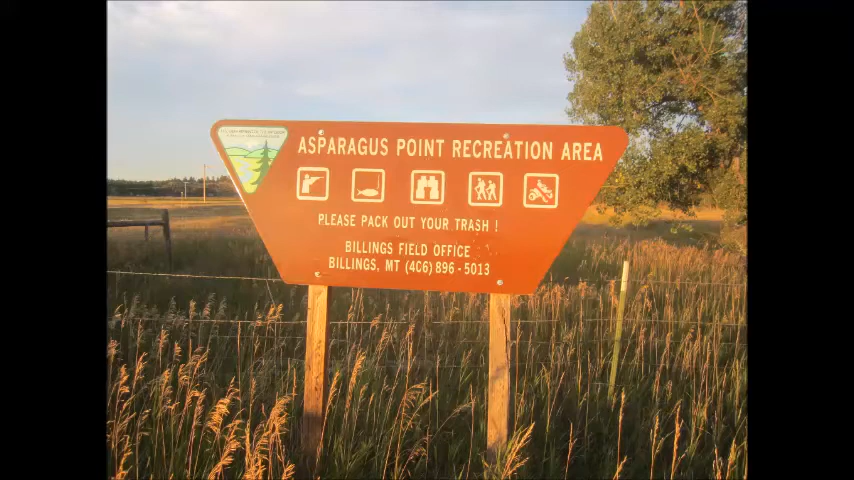 ASPARAGUS POINT RECREATION AREA
PLEASE PACK OUT YOUR TRASH !
BILLINGS FIELD OFFICE
BILLINGS, MT (406) 896 - 5013